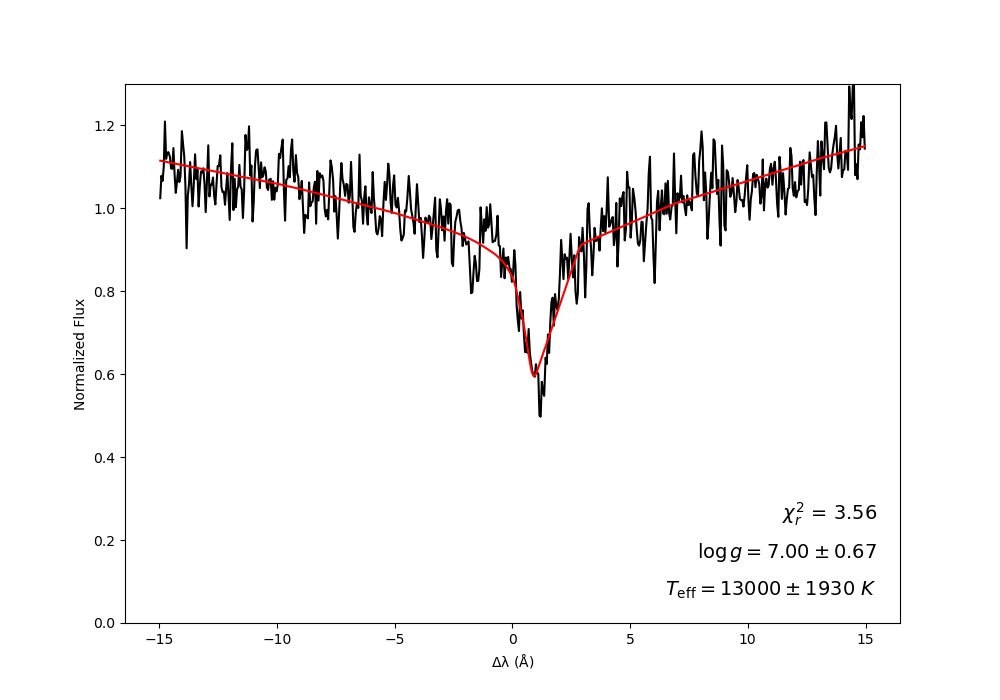 1.2
1.0
0.8
0.6
0.4
0.2
0.0
Normalized Flux
χ²ᵣ = 3.56
log g = 7.00 ± 0.67
T_eff = 13000 ± 1930 K
−15 −10 −5 0 5 10 15
Δλ (Å)